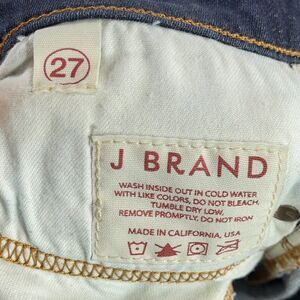 27
J BRAND
WASH INSIDE OUT IN COLD WATER
WITH LIKE COLORS, DO NOT BLEACH,
TUMBLE DRY LOW,
REMOVE PROMPTLY, DO NOT IRON
MADE IN CALIFORNIA, USA